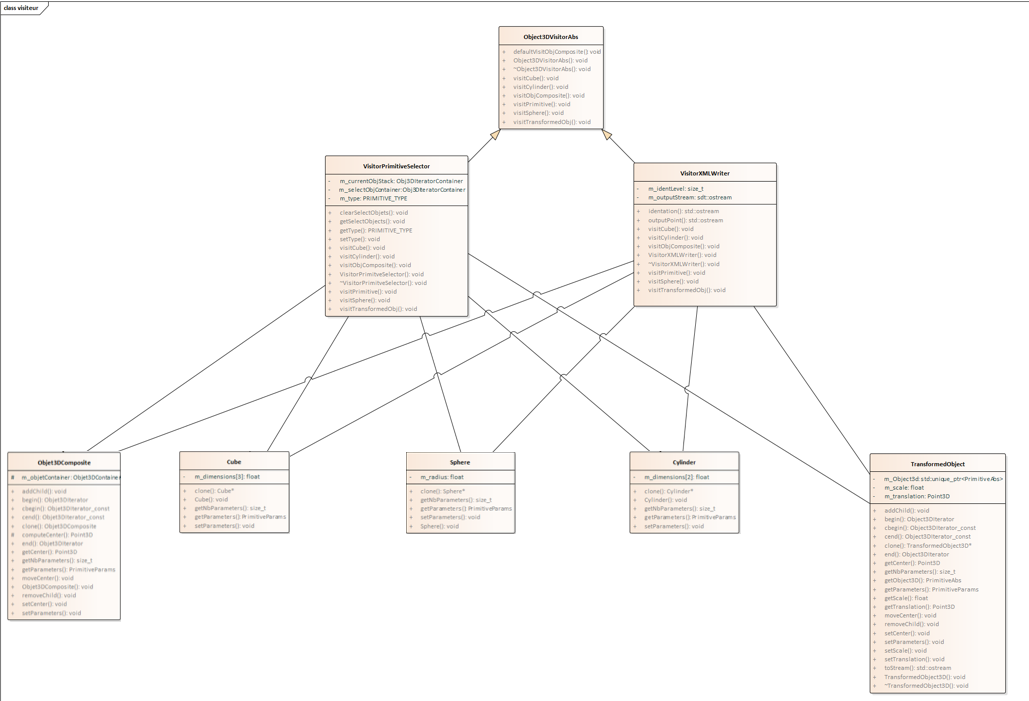 class visiteur
Object3DVisitorAbs
+ defaultVisitObjComposite() void
+ Object3DVisitorAbs(): void
+ ~Object3DVisitorAbs(): void
+ visitCube(): void
+ visitCylinder(): void
+ visitObjComposite(): void
+ visitPrimitive(): void
+ visitSphere(): void
+ visitTransformedObj(): void
VisitorPrimitiveSelector
- m_currentObjStack: Obj3DIteratorContainer
- m_selectObjContainer: Obj3DIteratorContainer
- m_type: PRIMITIVE_TYPE
+ clearSelectObjets(): void
+ getSelectObjects(): void
+ getType(): PRIMITIVE_TYPE
+ setType(): void
+ visitCube(): void
+ visitCylinder(): void
+ visitObjComposite(): void
+ VisitorPrimitveSelector(): void
+ ~VisitorPrimitveSelector(): void
+ visitPrimitive(): void
+ visitSphere(): void
+ visitTransformedObj(): void
VisitorXMLWriter
- m_identLevel: size_t
- m_outputStream: sdt::ostream
+ identation(): std::ostream
+ outputPoint(): std::ostream
+ visitCube(): void
+ visitCylinder(): void
+ visitObjComposite(): void
+ VisitorXMLWriter(): void
+ ~VisitorXMLWriter(): void
+ visitPrimitive(): void
+ visitSphere(): void
+ visitTransformedObj(): void
Objet3DComposite
# m_objetContainer: Objet3DContainer
+ addChild(): void
+ begin(): Objet3DIterator
+ cbegin(): Objet3DIterator_const
+ cend(): Objet3DIterator_const
+ clone(): Objet3DComposite
# computeCenter(): Point3D
+ end(): Objet3DIterator
+ getCenter(): Point3D
+ getNbParameters(): size_t
+ getParameters(): PrimitiveParams
+ moveCenter(): void
+ Objet3DComposite(): void
+ removeChild(): void
+ setCenter(): void
+ setParameters(): void
Cube
- m_dimensions[3]: float
+ clone(): Cube*
+ Cube(): void
+ getNbParameters(): size_t
+ getParameters(): PrimitiveParams
+ setParameters(): void
Sphere
- m_radius: float
+ clone(): Sphere*
+ getNbParameters(): size_t
+ getParameters(): PrimitiveParams
+ setParameters(): void
+ Sphere(): void
Cylinder
- m_dimensions[2]: float
+ clone(): Cylinder*
+ Cylinder(): void
+ getNbParameters(): size_t
+ getParameters(): PrimitiveParams
+ setParameters(): void
TransformedObject
- m_Object3d: std:unique_ptr<PrimitiveAbs>
- m_scale: float
- m_translation: Point3D
+ addChild(): void
+ begin(): Object3DIterator
+ cbegin(): Object3DIterator_const
+ cend(): Object3DIterator_const
+ clone(): TransformedObject3D*
+ end(): Object3DIterator
+ getCenter(): Point3D
+ getNbParameters(): size_t
+ getObject3D(): PrimitiveAbs
+ getParameters(): PrimitiveParams
+ getScale(): float
+ getTranslation(): Point3D
+ moveCenter(): void
+ removeChild(): void
+ setCenter(): void
+ setParameters(): void
+ setScale(): void
+ setTranslation(): void
+ toStream(): std::ostream
+ TransformedObject3D(): void
+ ~TransformedObject3D(): void